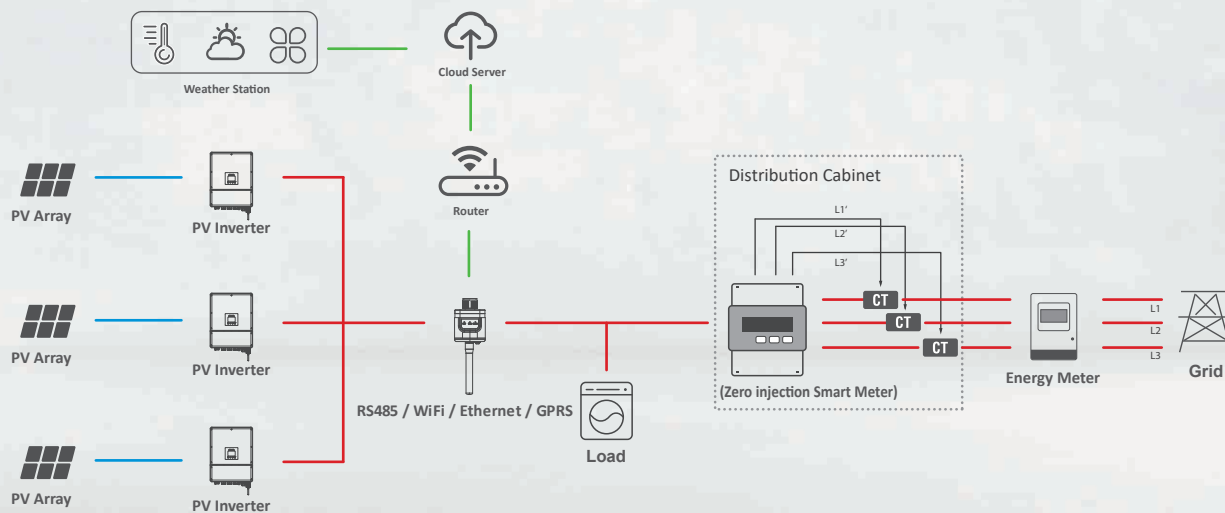 Weather Station
Cloud Server
Router
PV Array
PV Inverter
PV Array
PV Inverter
PV Array
PV Inverter
RS485 / WiFi / Ethernet / GPRS
Load
Distribution Cabinet
L1'
L2'
L3'
CT
CT
CT
(Zero injection Smart Meter)
Energy Meter
L1
L2
L3
Grid